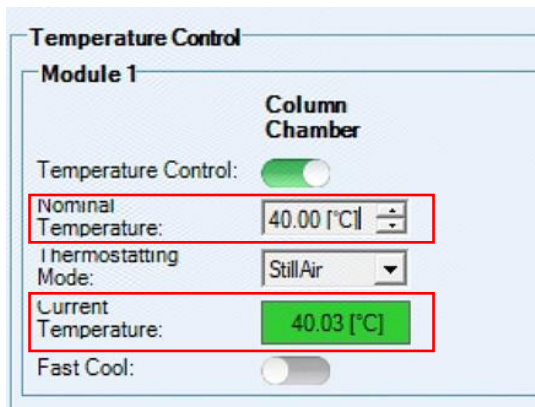 Temperature Control
Module 1
Column
Chamber
Temperature Control:
Nominal
Temperature:
40.00 [°C]
Thermostatting
Mode:
StillAir
Current
Temperature:
40.03 [°C]
Fast Cool: